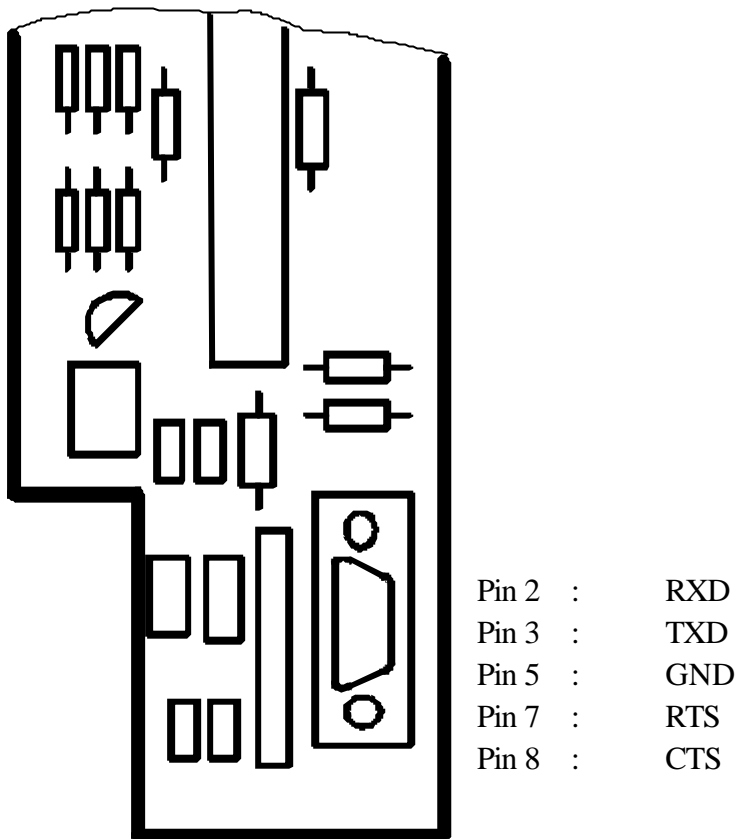 Pin 2 : RXD
Pin 3 : TXD
Pin 5 : GND
Pin 7 : RTS
Pin 8 : CTS